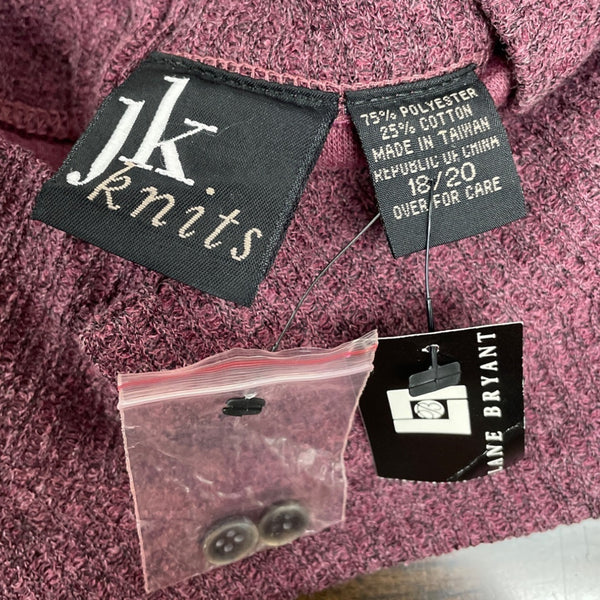 jk
knits
75% POLYESTER
25% COTTON
MADE IN TAIWAN
REPUBLIC OF CHINA
18/20
OVER FOR CARE
LANE BRYANT